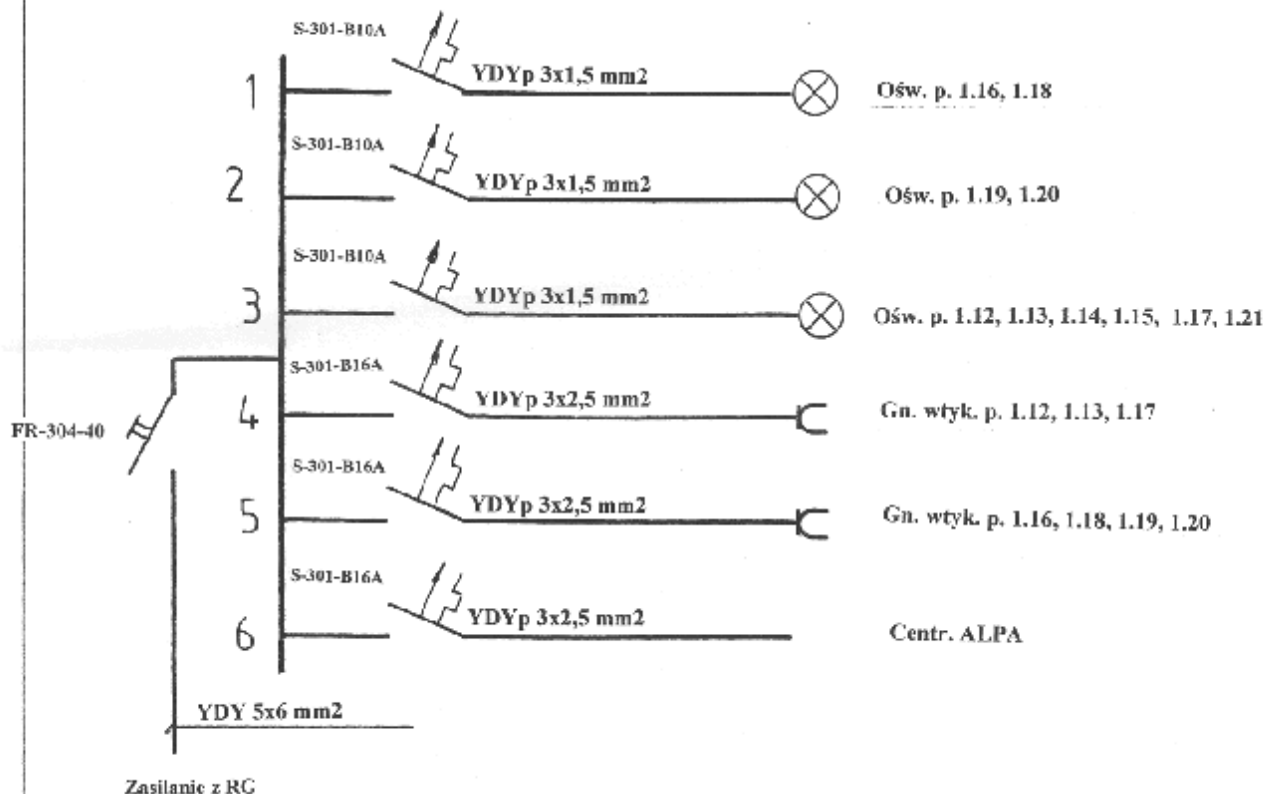 S-301-B10A
1 YDYp 3x1,5 mm2 Ośw. p. 1.16, 1.18
S-301-B10A
2 YDYp 3x1,5 mm2 Ośw. p. 1.19, 1.20
S-301-B10A
3 YDYp 3x1,5 mm2 Ośw. p. 1.12, 1.13, 1.14, 1.15, 1.17, 1.21
S-301-B16A
4 YDYp 3x2,5 mm2 Gn. wtyk. p. 1.12, 1.13, 1.17
FR-304-40
S-301-B16A
5 YDYp 3x2,5 mm2 Gn. wtyk. p. 1.16, 1.18, 1.19, 1.20
S-301-B16A
6 YDYp 3x2,5 mm2 Centr. ALPA
YDY 5x6 mm2
Zasilanie z RG